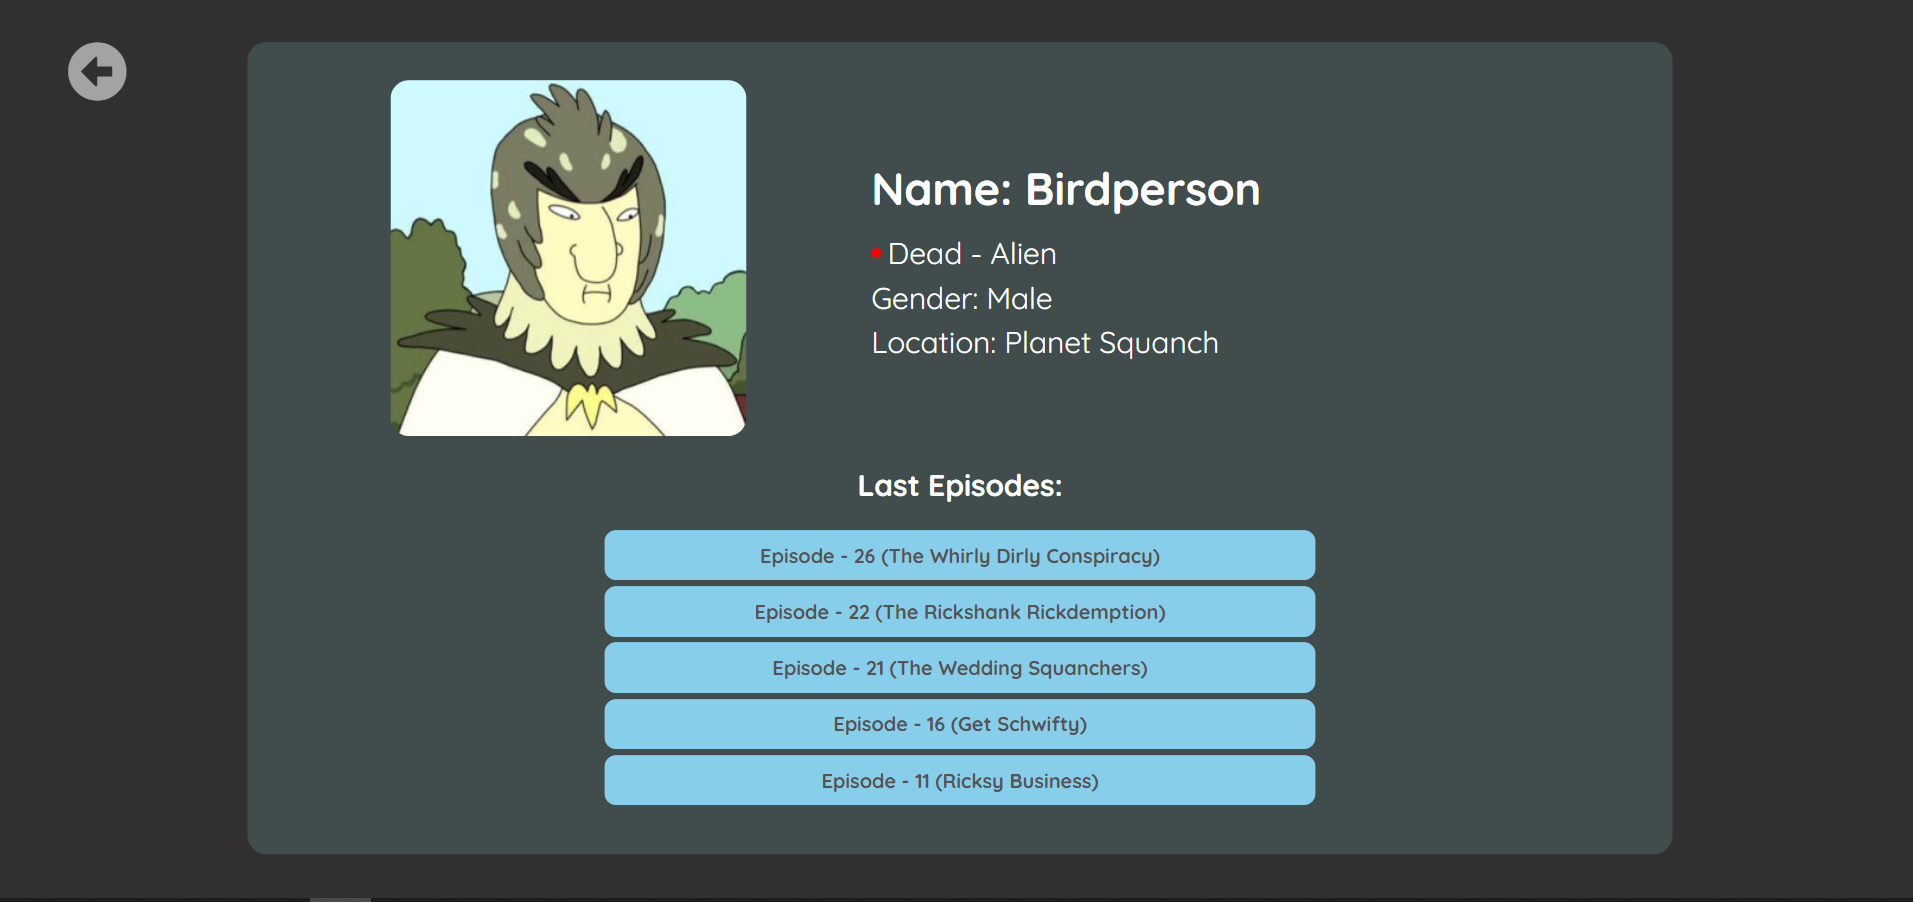 Name: Birdperson
Dead - Alien
Gender: Male
Location: Planet Squanch
Last Episodes:
Episode - 26 (The Whirly Dirly Conspiracy)
Episode - 22 (The Rickshank Rickdemption)
Episode - 21 (The Wedding Squanchers)
Episode - 16 (Get Schwifty)
Episode - 11 (Ricksy Business)